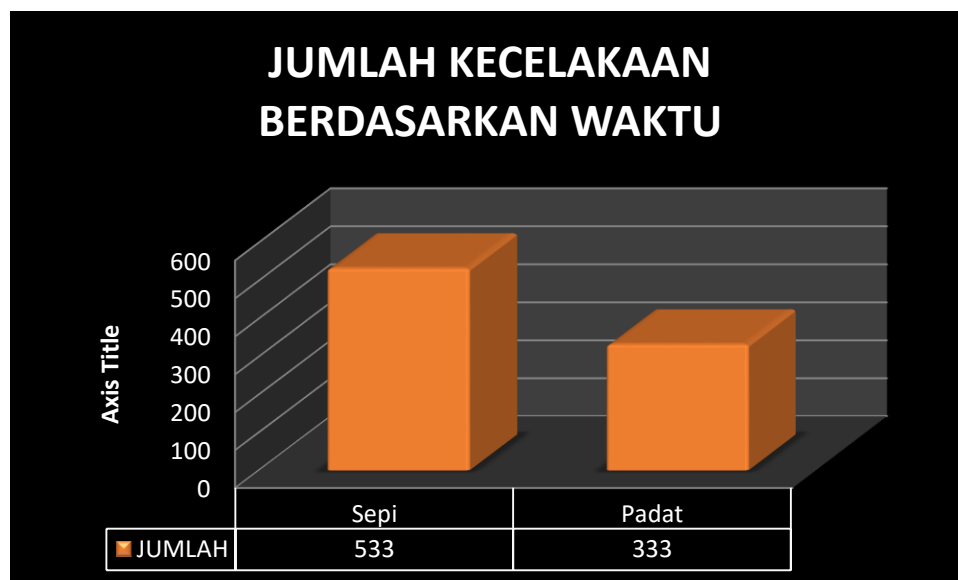 JUMLAH KECELAKAAN
BERDASARKAN WAKTU
600
500
400
300
200
100
0
Axis Title
Sepi Padat
JUMLAH 533 333